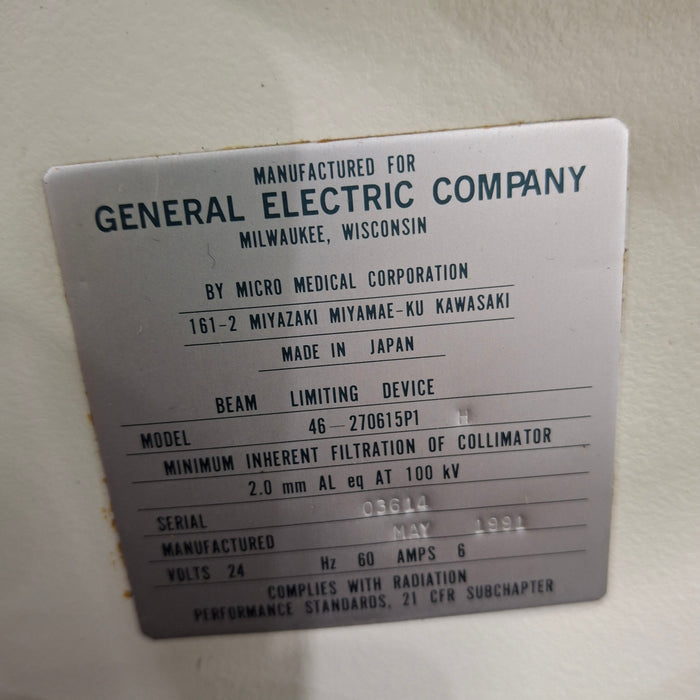 MANUFACTURED FOR
GENERAL ELECTRIC COMPANY
MILWAUKEE, WISCONSIN
BY MICRO MEDICAL CORPORATION
161-2 MIYAZAKI MIYAMAE-KU KAWASAKI
MADE IN JAPAN
BEAM LIMITING DEVICE
MODEL 46-270615P1 H
MINIMUM INHERENT FILTRATION OF COLLIMATOR
2.0 mm AL eq AT 100 kV
SERIAL 03614
MANUFACTURED MAY 1991
VOLTS 24 Hz 60 AMPS 6
COMPLIES WITH RADIATION
PERFORMANCE STANDARDS, 21 CFR SUBCHAPTER